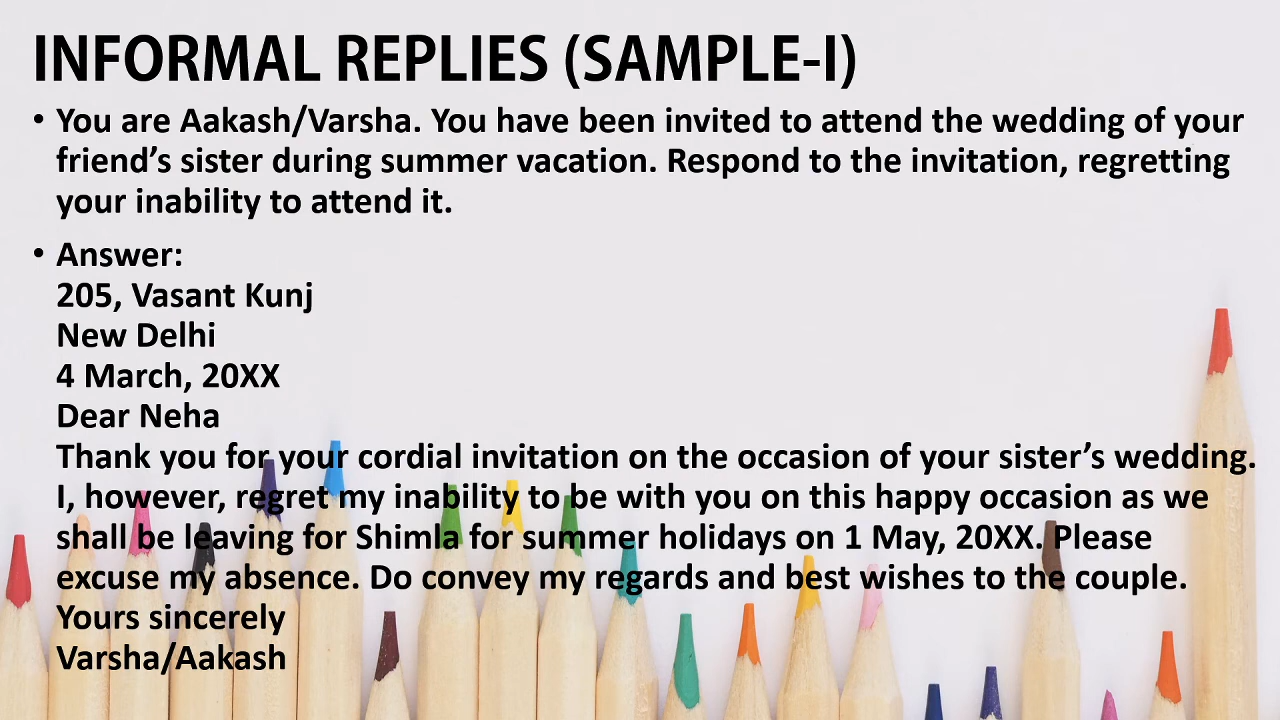 INFORMAL REPLIES (SAMPLE-I)
• You are Aakash/Varsha. You have been invited to attend the wedding of your
friend’s sister during summer vacation. Respond to the invitation, regretting
your inability to attend it.
• Answer:
205, Vasant Kunj
New Delhi
4 March, 20XX
Dear Neha
Thank you for your cordial invitation on the occasion of your sister’s wedding.
I, however, regret my inability to be with you on this happy occasion as we
shall be leaving for Shimla for summer holidays on 1 May, 20XX. Please
excuse my absence. Do convey my regards and best wishes to the couple.
Yours sincerely
Varsha/Aakash